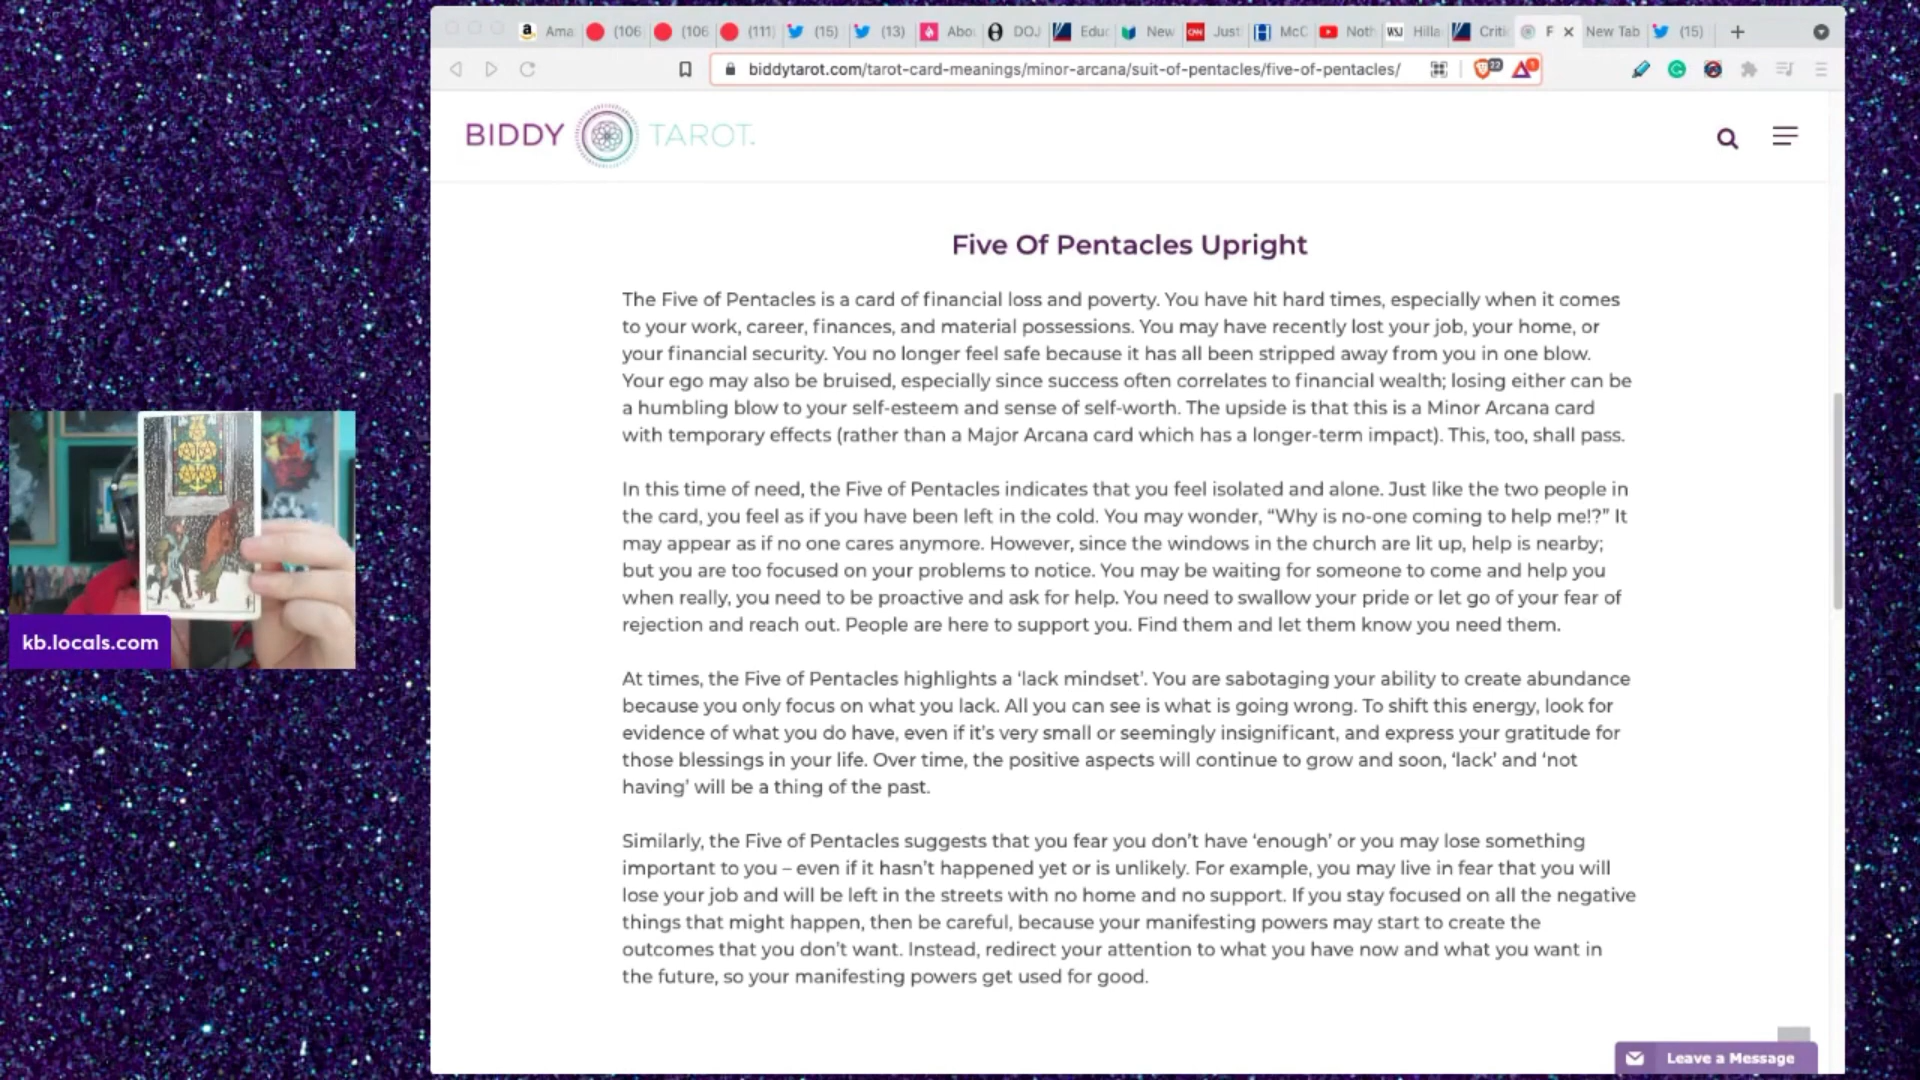 Ama
(106
(106
(111)
(15)
(13)
Abo
DOJ
Educ
New
CNN
Just
McC
Noth
WSJ
Hilla
Critic
F
New Tab
(15)
biddytarot.com/tarot-card-meanings/minor-arcana/suit-of-pentacles/five-of-pentacles/
22
1
BIDDY TAROT.
Five Of Pentacles Upright
The Five of Pentacles is a card of financial loss and poverty. You have hit hard times, especially when it comes
to your work, career, finances, and material possessions. You may have recently lost your job, your home, or
your financial security. You no longer feel safe because it has all been stripped away from you in one blow.
Your ego may also be bruised, especially since success often correlates to financial wealth; losing either can be
a humbling blow to your self-esteem and sense of self-worth. The upside is that this is a Minor Arcana card
with temporary effects (rather than a Major Arcana card which has a longer-term impact). This, too, shall pass.
In this time of need, the Five of Pentacles indicates that you feel isolated and alone. Just like the two people in
the card, you feel as if you have been left in the cold. You may wonder, “Why is no-one coming to help me!?” It
may appear as if no one cares anymore. However, since the windows in the church are lit up, help is nearby;
but you are too focused on your problems to notice. You may be waiting for someone to come and help you
when really, you need to be proactive and ask for help. You need to swallow your pride or let go of your fear of
rejection and reach out. People are here to support you. Find them and let them know you need them.
At times, the Five of Pentacles highlights a ‘lack mindset’. You are sabotaging your ability to create abundance
because you only focus on what you lack. All you can see is what is going wrong. To shift this energy, look for
evidence of what you do have, even if it’s very small or seemingly insignificant, and express your gratitude for
those blessings in your life. Over time, the positive aspects will continue to grow and soon, ‘lack’ and ‘not
having’ will be a thing of the past.
Similarly, the Five of Pentacles suggests that you fear you don’t have ‘enough’ or you may lose something
important to you – even if it hasn’t happened yet or is unlikely. For example, you may live in fear that you will
lose your job and will be left in the streets with no home and no support. If you stay focused on all the negative
things that might happen, then be careful, because your manifesting powers may start to create the
outcomes that you don’t want. Instead, redirect your attention to what you have now and what you want in
the future, so your manifesting powers get used for good.
kb.locals.com
Leave a Message